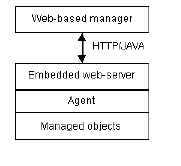 Web-based manager
HTTP/JAVA
Embedded web-server
Agent
Managed objects